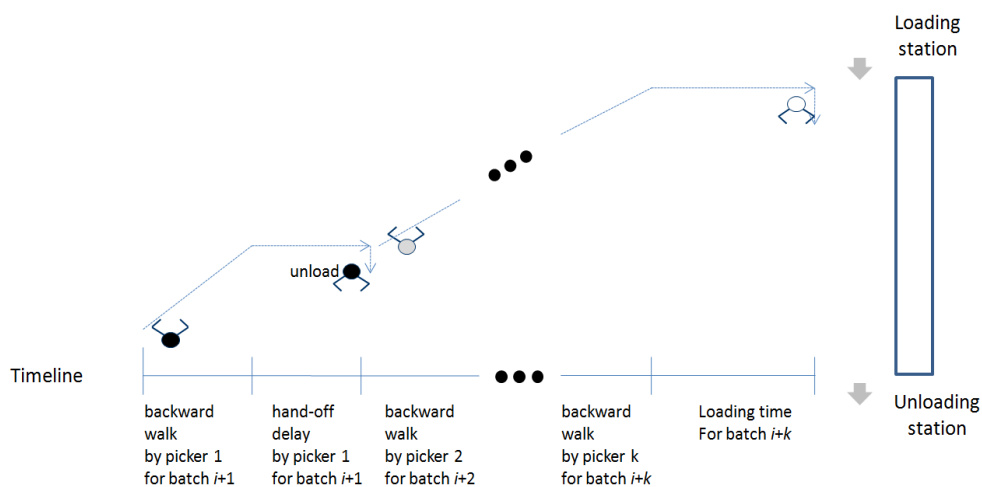 Loading
station
unload
Timeline
Unloading
station
backward
walk
by picker 1
for batch i+1
hand-off
delay
by picker 1
for batch i+1
backward
walk
by picker 2
for batch i+2
backward
walk
by picker k
for batch i+k
Loading time
For batch i+k